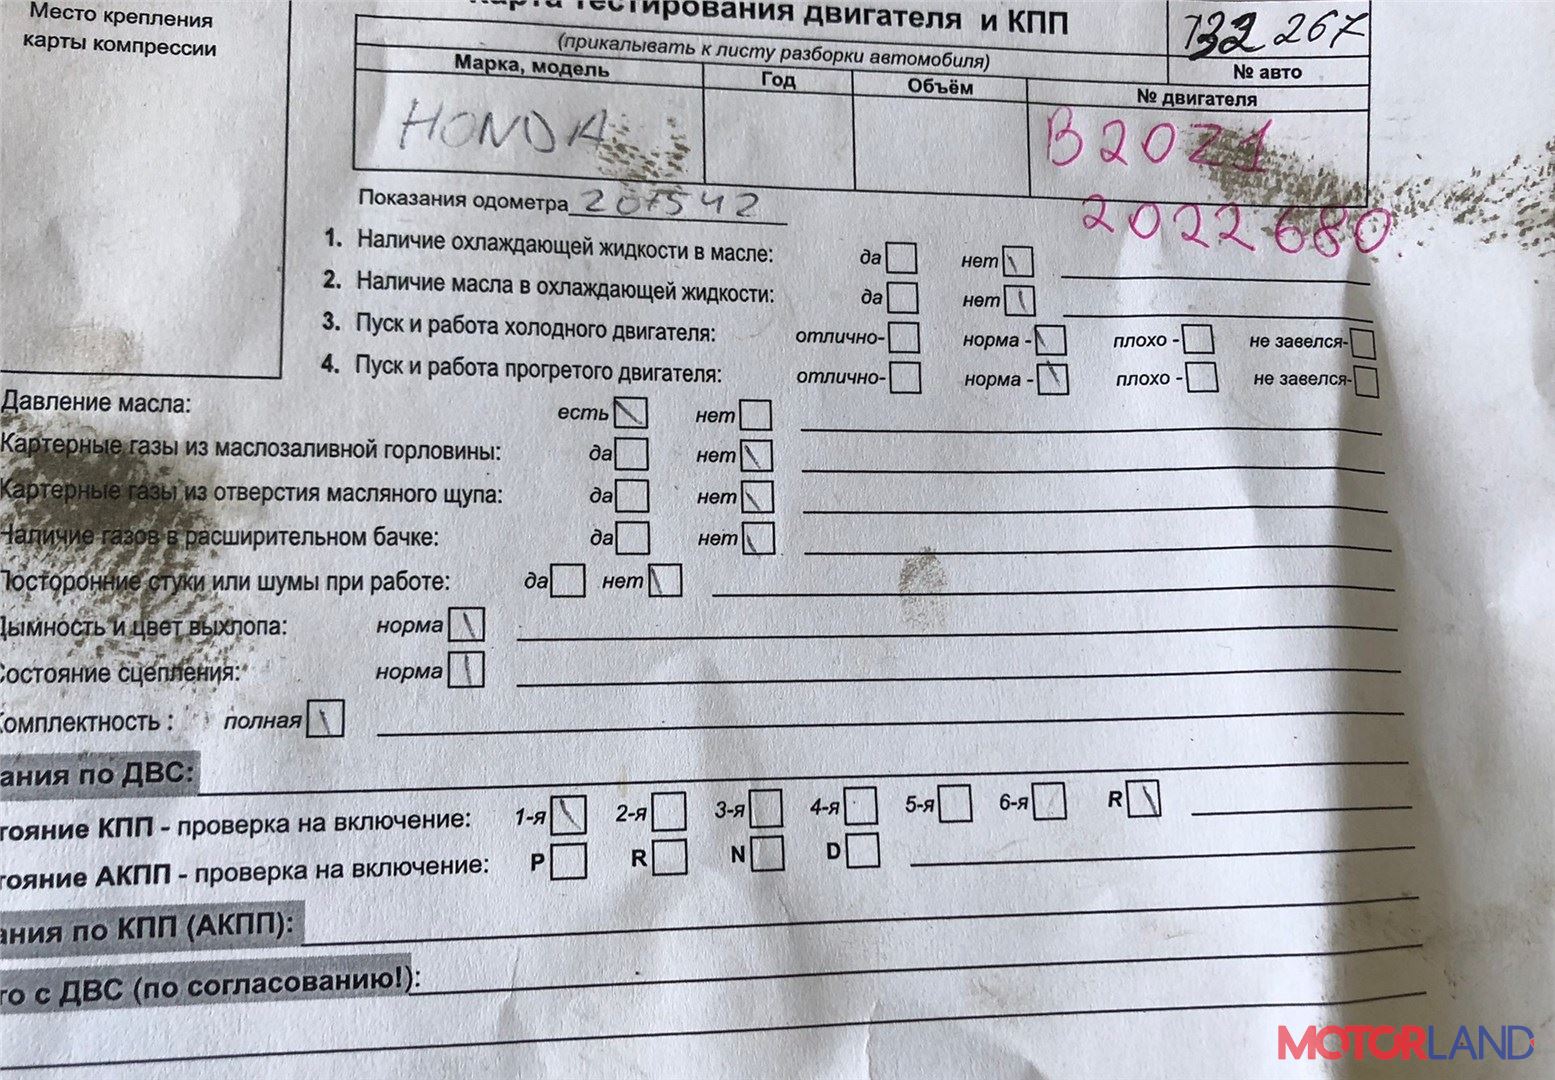 Место крепления
карты компрессии
Карта тестирования двигателя и КПП
(прикалывать к листу разборки автомобиля)
132 267
№ авто
Марка, модель Год Объём № двигателя
HONDA B20Z1
2022680.
Показания одометра 207542
1. Наличие охлаждающей жидкости в масле: да нет
2. Наличие масла в охлаждающей жидкости: да нет
3. Пуск и работа холодного двигателя: отлично- норма - плохо - не завелся-
4. Пуск и работа прогретого двигателя: отлично- норма - плохо - не завелся-
Давление масла: есть нет
Картерные газы из маслозаливной горловины: да нет
Картерные газы из отверстия масляного щупа: да нет
Наличие газов в расширительном бачке: да нет
Посторонние стуки или шумы при работе: да нет
Дымность и цвет выхлопа: норма
Состояние сцепления: норма
Комплектность : полная
ания по ДВС:
тояние КПП - проверка на включение: 1-я 2-я 3-я 4-я 5-я 6-я R
тояние АКПП - проверка на включение: P R N D
ания по КПП (АКПП):
го с ДВС (по согласованию!):
MOTORLAND